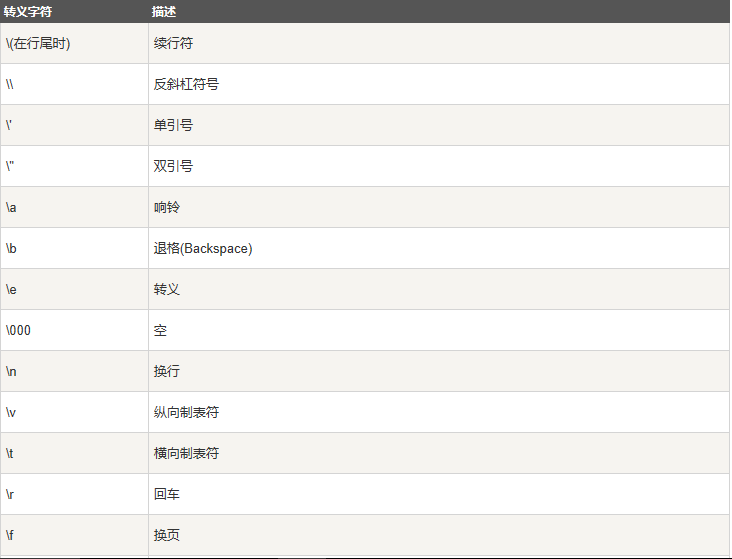 转义字符 描述
\(在行尾时) 续行符
\\ 反斜杠符号
\' 单引号
\" 双引号
\a 响铃
\b 退格(Backspace)
\e 转义
\000 空
\n 换行
\v 纵向制表符
\t 横向制表符
\r 回车
\f 换页